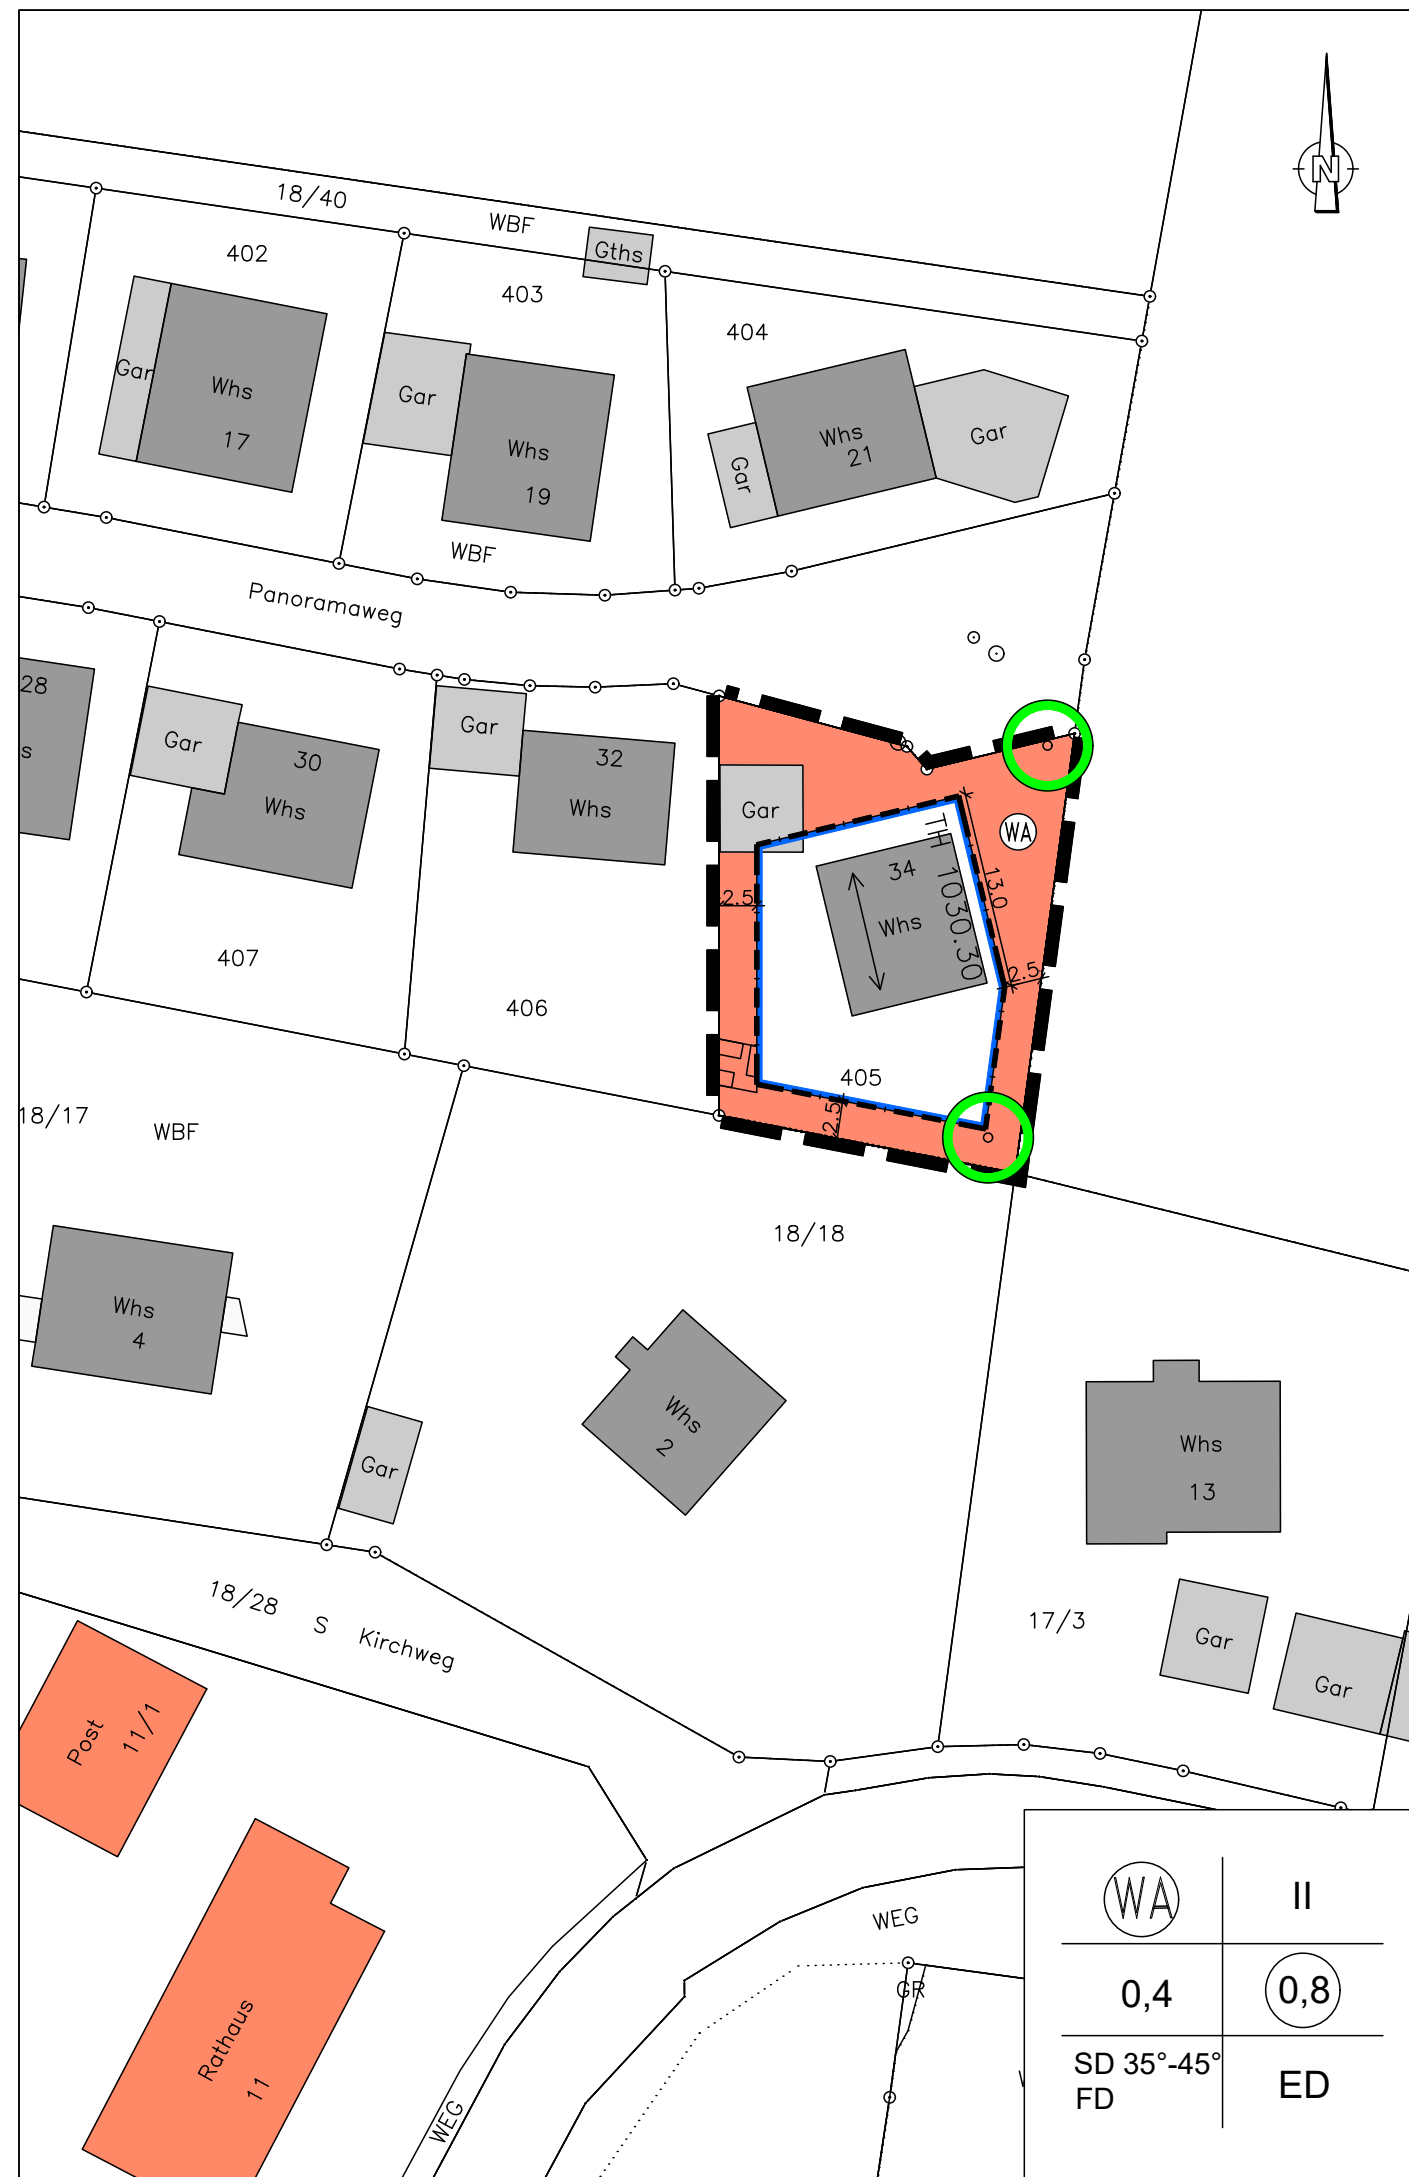 N
18/40
WBF
Gths
402
403
404
Gar
Whs
17
Gar
Whs
19
Gar
Whs
21
Gar
WBF
Panoramaweg
28
s
Gar
30
Whs
Gar
32
Whs
Gar
WA
TH 1030.30
13.0
34
Whs
2.5
2.5
407
406
405
2.5
18/17
WBF
18/18
Whs
4
Whs
2
Gar
Whs
13
18/28 S Kirchweg
17/3
Gar
Gar
Post
11/1
Rathaus
11
WEG
WEG
GR
WA
II
0,4
0,8
SD 35°-45°
FD
ED